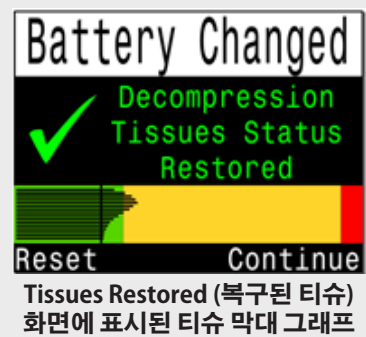 Battery Changed
Decompression
Tissues Status
Restored
Reset Continue
Tissues Restored (복구된 티슈)
화면에 표시된 티슈 막대 그래프